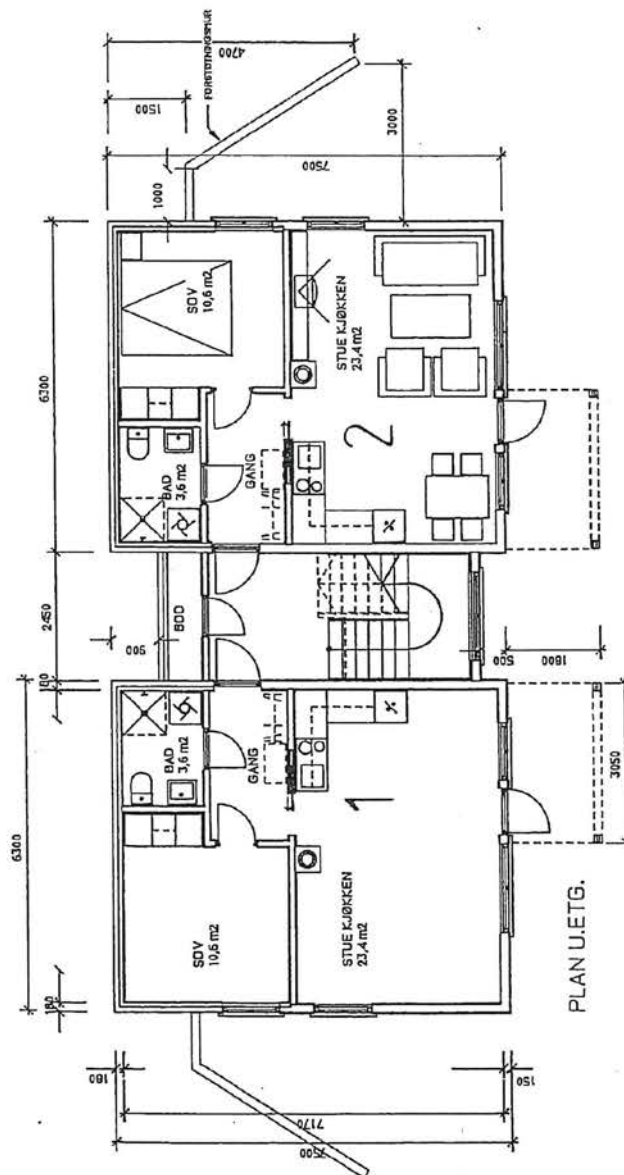 6300
2450
6300
180
180
900
1000
1500
4700
FORSTØTNINGSMUR
7500
3000
SOV
10,6 m2
BAD
3,6 m2
GANG
STUE KJØKKEN
23,4 m2
1
BOD
BAD
3,6 m2
GANG
SOV
10,6 m2
STUE KJØKKEN
23,4 m2
2
180
7170
7500
150
500
1800
3050
PLAN U.ETG.